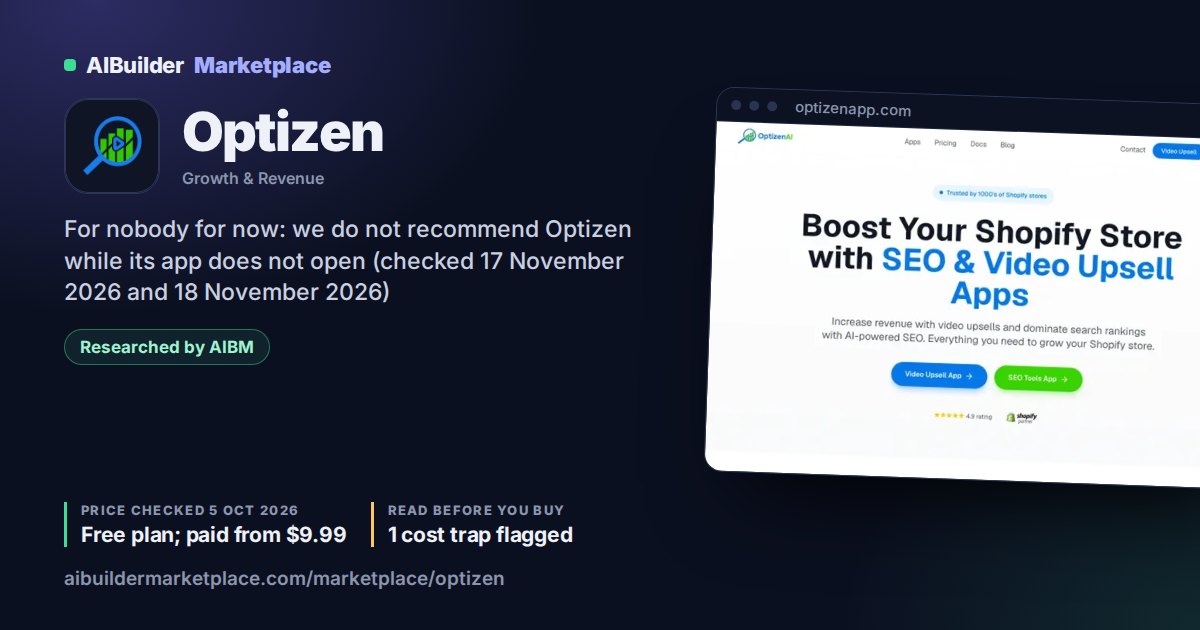 AIBuilder Marketplace
Optizen
Growth & Revenue
For nobody for now: we do not recommend Optizen
while its app does not open (checked 17 November
2026 and 18 November 2026)
Researched by AIBM
PRICE CHECKED 5 OCT 2026
Free plan; paid from $9.99
READ BEFORE YOU BUY
1 cost trap flagged
aibuildermarketplace.com/marketplace/optizen
optizenapp.com
OptizenAI
Apps Pricing Docs Blog
Contact
Video Upsell
Trusted by 1000's of Shopify stores
Boost Your Shopify Store
with SEO & Video Upsell
Apps
Increase revenue with video upsells and dominate search rankings
with AI-powered SEO. Everything you need to grow your Shopify store.
Video Upsell App →
SEO Tools App →
★★★★★ 4.9 rating
shopify
partner